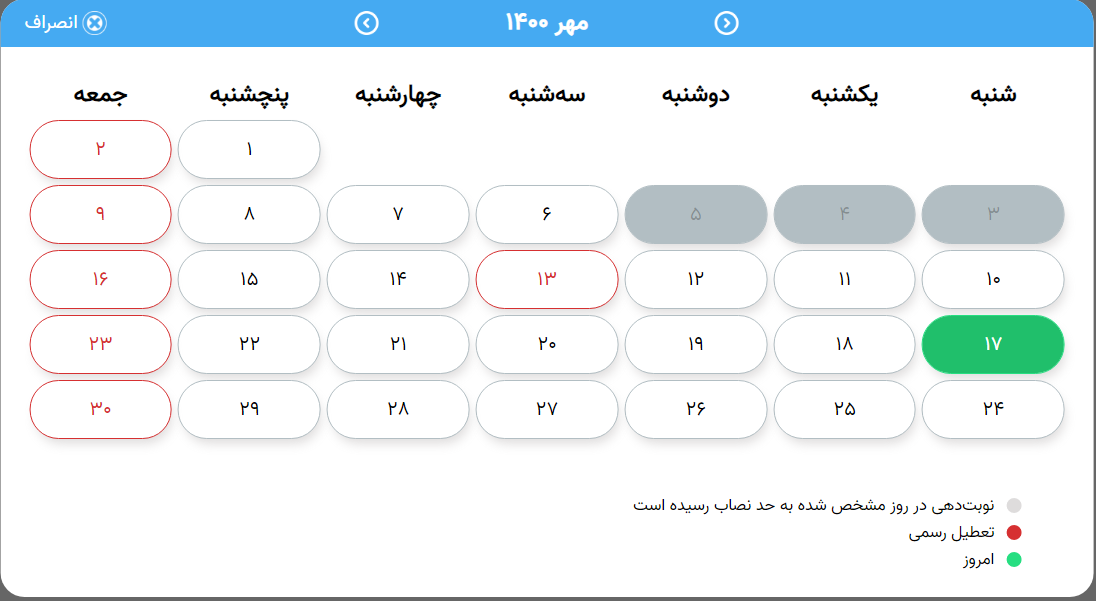 مهر ۱۴۰۰
انصراف
شنبه یکشنبه دوشنبه سه‌شنبه چهارشنبه پنچشنبه جمعه
۱ ۲
۳ ۴ ۵ ۶ ۷ ۸ ۹
۱۰ ۱۱ ۱۲ ۱۳ ۱۴ ۱۵ ۱۶
۱۷ ۱۸ ۱۹ ۲۰ ۲۱ ۲۲ ۲۳
۲۴ ۲۵ ۲۶ ۲۷ ۲۸ ۲۹ ۳۰
نوبت‌دهی در روز مشخص شده به حد نصاب رسیده است
تعطیل رسمی
امروز